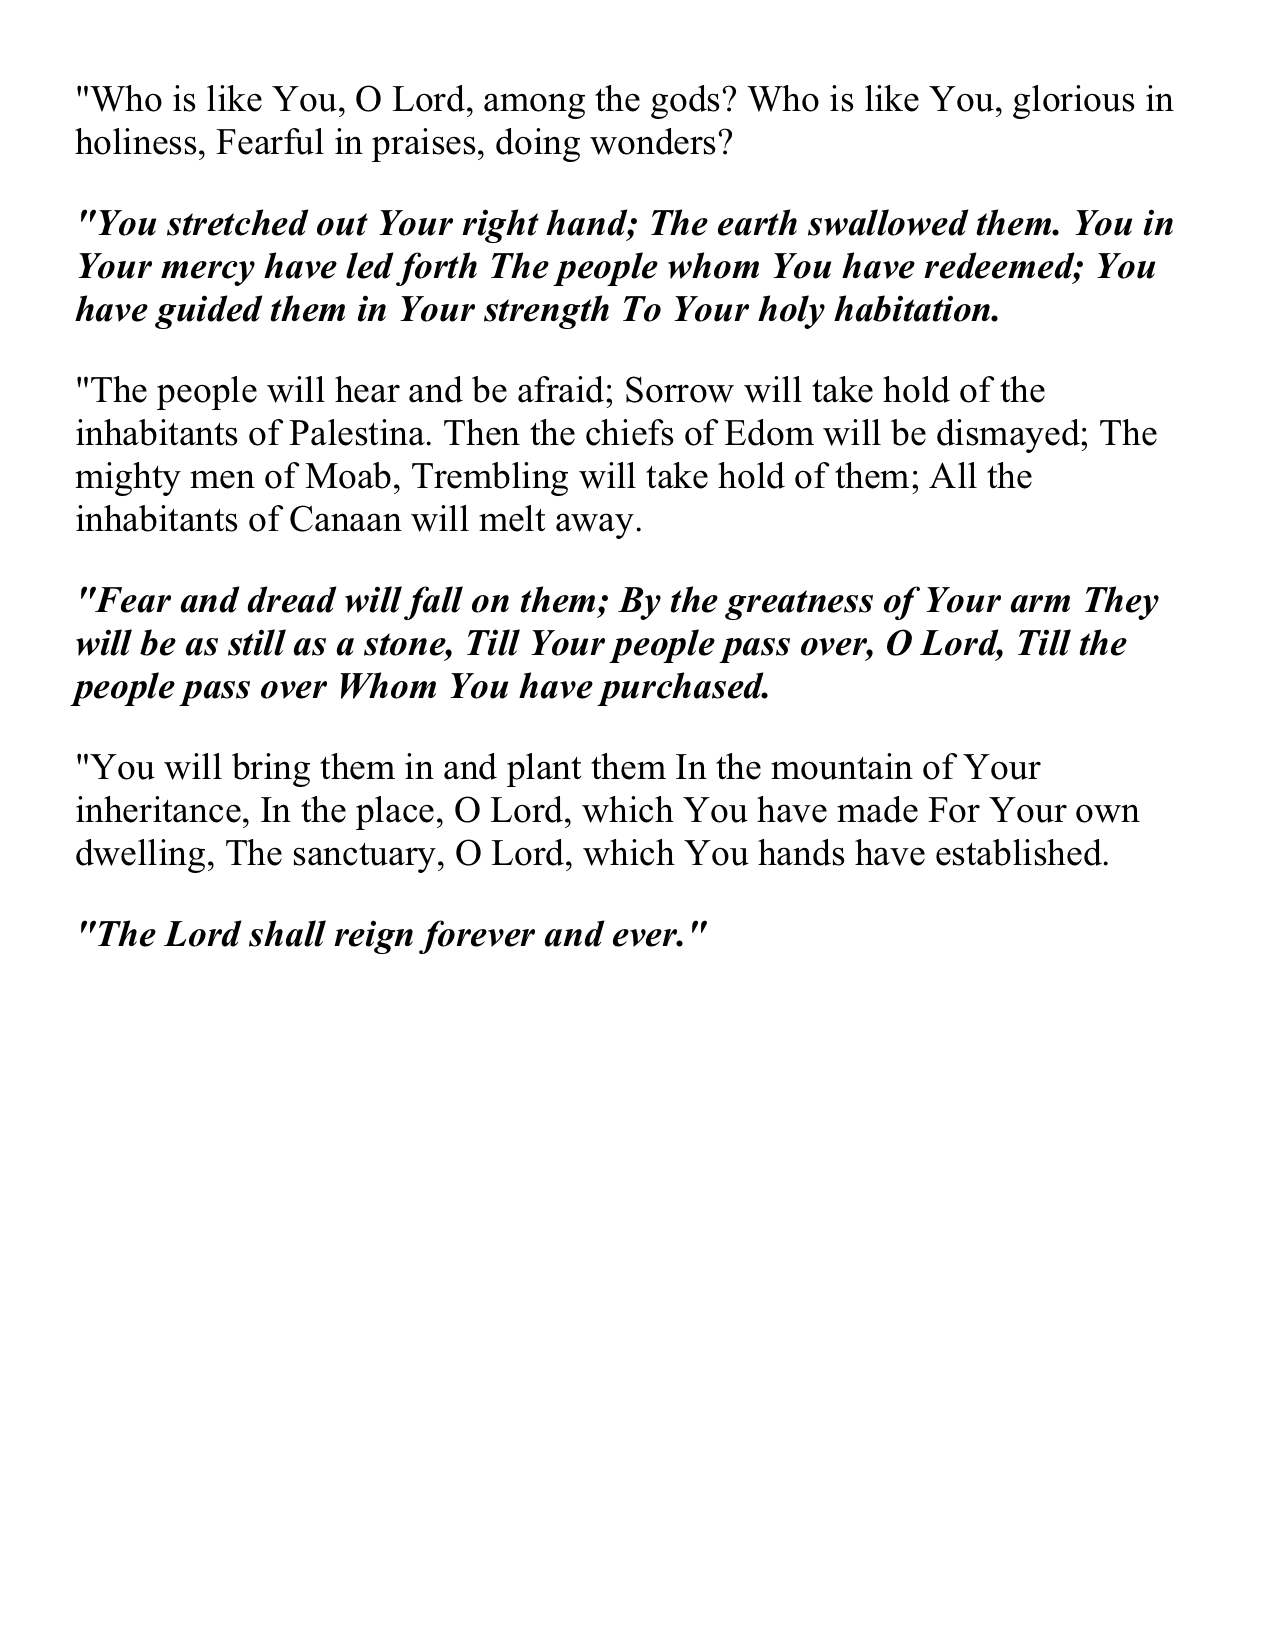 "Who is like You, O Lord, among the gods? Who is like You, glorious in
holiness, Fearful in praises, doing wonders?
"You stretched out Your right hand; The earth swallowed them. You in
Your mercy have led forth The people whom You have redeemed; You
have guided them in Your strength To Your holy habitation.
"The people will hear and be afraid; Sorrow will take hold of the
inhabitants of Palestina. Then the chiefs of Edom will be dismayed; The
mighty men of Moab, Trembling will take hold of them; All the
inhabitants of Canaan will melt away.
"Fear and dread will fall on them; By the greatness of Your arm They
will be as still as a stone, Till Your people pass over, O Lord, Till the
people pass over Whom You have purchased.
"You will bring them in and plant them In the mountain of Your
inheritance, In the place, O Lord, which You have made For Your own
dwelling, The sanctuary, O Lord, which You hands have established.
"The Lord shall reign forever and ever."